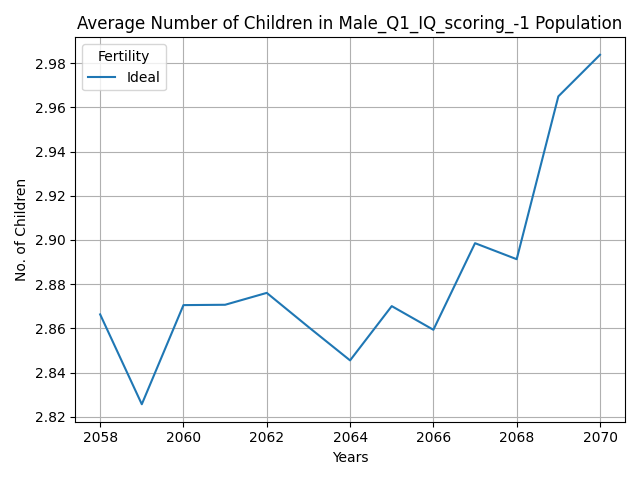 Average Number of Children in Male_Q1_IQ_scoring_-1 Population
Fertility
Ideal
No. of Children
2.98
2.96
2.94
2.92
2.90
2.88
2.86
2.84
2.82
2058 2060 2062 2064 2066 2068 2070
Years